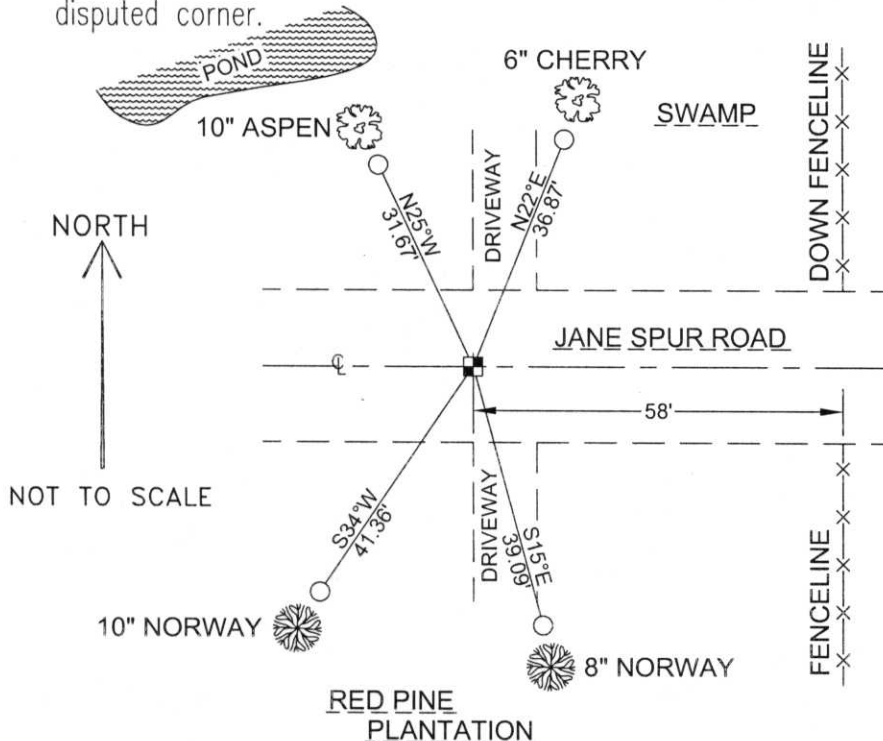 disputed corner.
POND
6" CHERRY
10" ASPEN
SWAMP
DOWN FENCELINE
N25°W
31.67'
DRIVEWAY
N22°E
36.87'
NORTH
JANE SPUR ROAD
℄
58'
NOT TO SCALE
S34°W
41.36'
DRIVEWAY
S15°E
39.09'
FENCELINE
10" NORWAY
8" NORWAY
RED PINE
PLANTATION